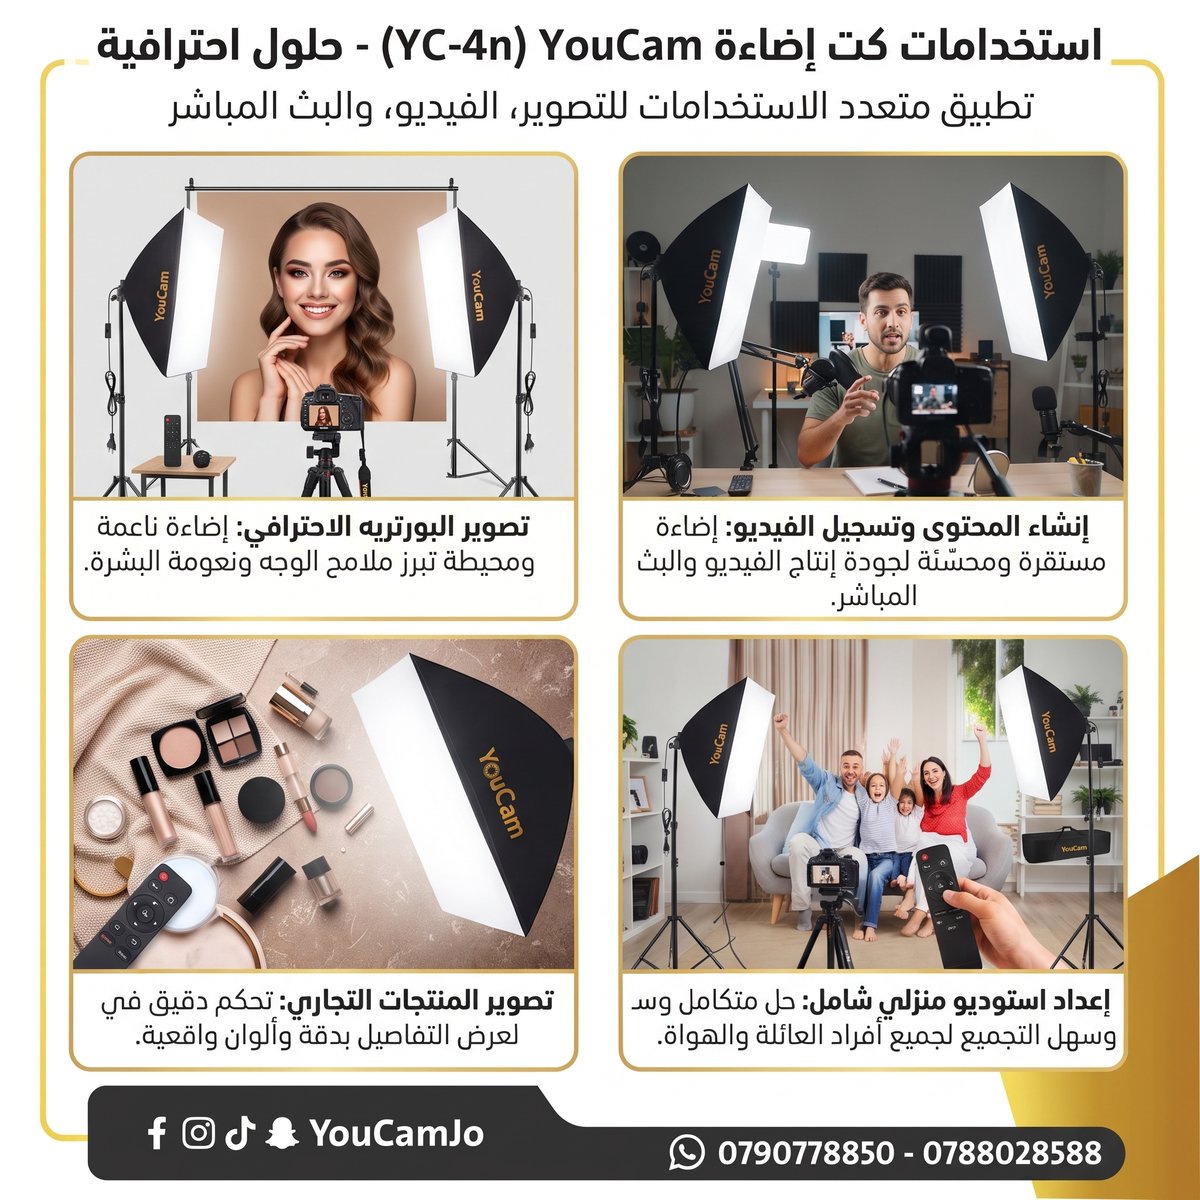 استخدامات كت إضاءة YouCam (YC-4n) - حلول احترافية
تطبيق متعدد الاستخدامات للتصوير، الفيديو، والبث المباشر
YouCam
YouCam
إنشاء المحتوى وتسجيل الفيديو: إضاءة
مستقرة ومحسّنة لجودة إنتاج الفيديو والبث
المباشر.
YouCam
YouCam
تصوير البورتريه الاحترافي: إضاءة ناعمة
ومحيطة تبرز ملامح الوجه ونعومة البشرة.
YouCam
YouCam
YouCam
إعداد استوديو منزلي شامل: حل متكامل وسـ
وسهل التجميع لجميع أفراد العائلة والهواة.
YouCam
تصوير المنتجات التجاري: تحكم دقيق في
لعرض التفاصيل بدقة وألوان واقعية.
YouCamJo
0790778850 - 0788028588